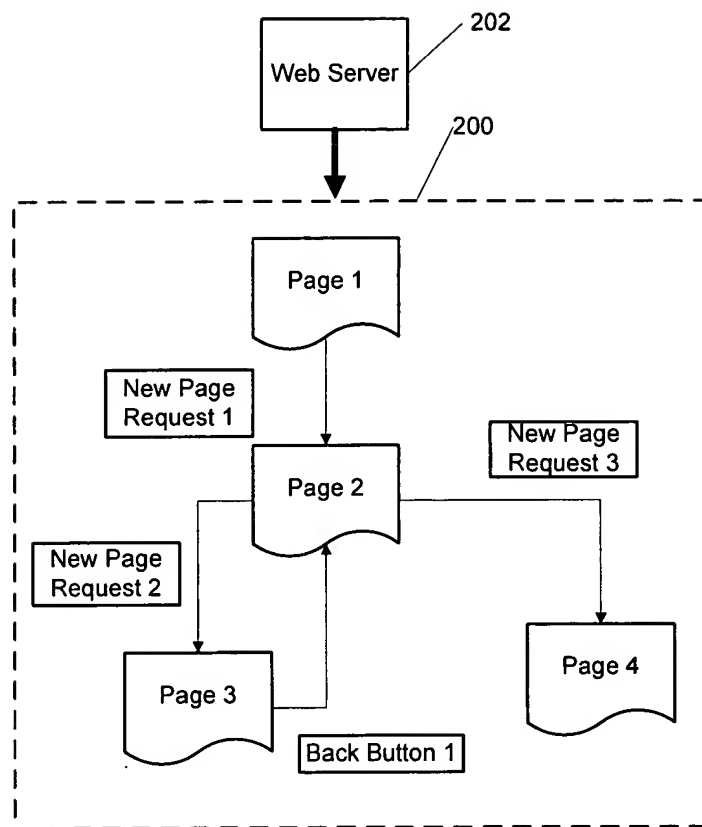 202
Web Server
200
Page 1
New Page
Request 1
New Page
Request 3
Page 2
New Page
Request 2
Page 3
Page 4
Back Button 1